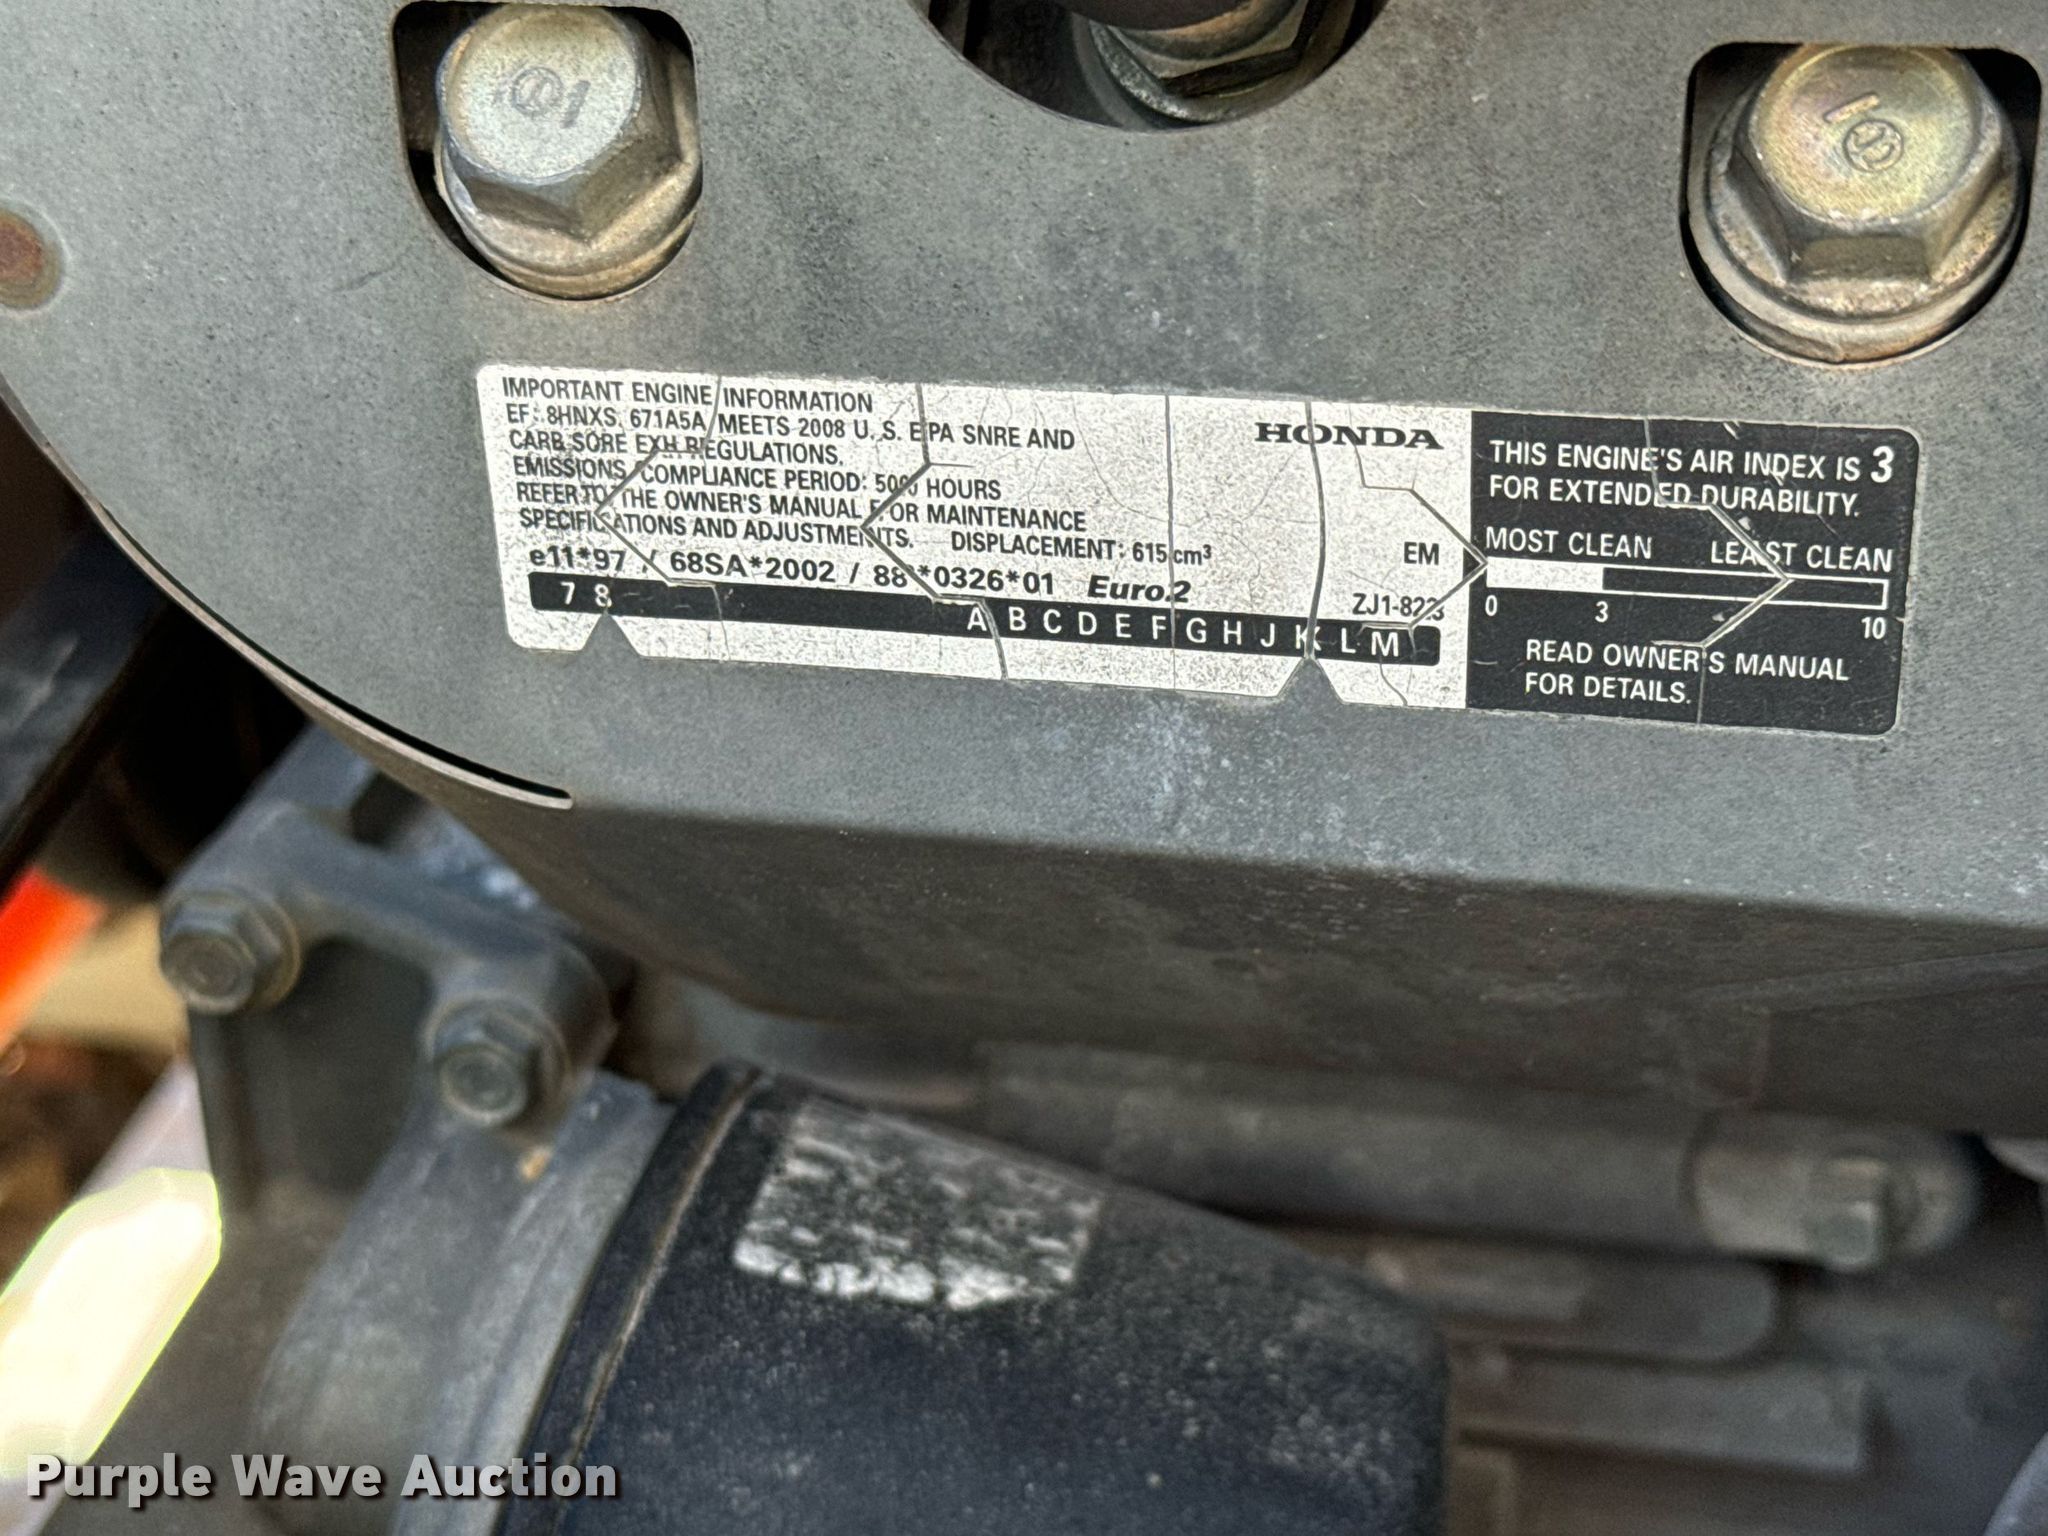 IMPORTANT ENGINE INFORMATION
EF: 8HNXS. 671A5A MEETS 2008 U. S. EPA SNRE AND
CARB SORE EXH REGULATIONS.
EMISSIONS COMPLIANCE PERIOD: 500 HOURS
REFER TO THE OWNER'S MANUAL FOR MAINTENANCE
SPECIFICATIONS AND ADJUSTMENTS. DISPLACEMENT: 615 cm³
e11*97 / 68SA*2002 / 88*0326*01 Euro.2
7 8 A B C D E F G H J K L M
HONDA
EM
ZJ1-8223
THIS ENGINE'S AIR INDEX IS 3
FOR EXTENDED DURABILITY.
MOST CLEAN LEAST CLEAN
0 3 10
READ OWNER'S MANUAL
FOR DETAILS.
Purple Wave Auction